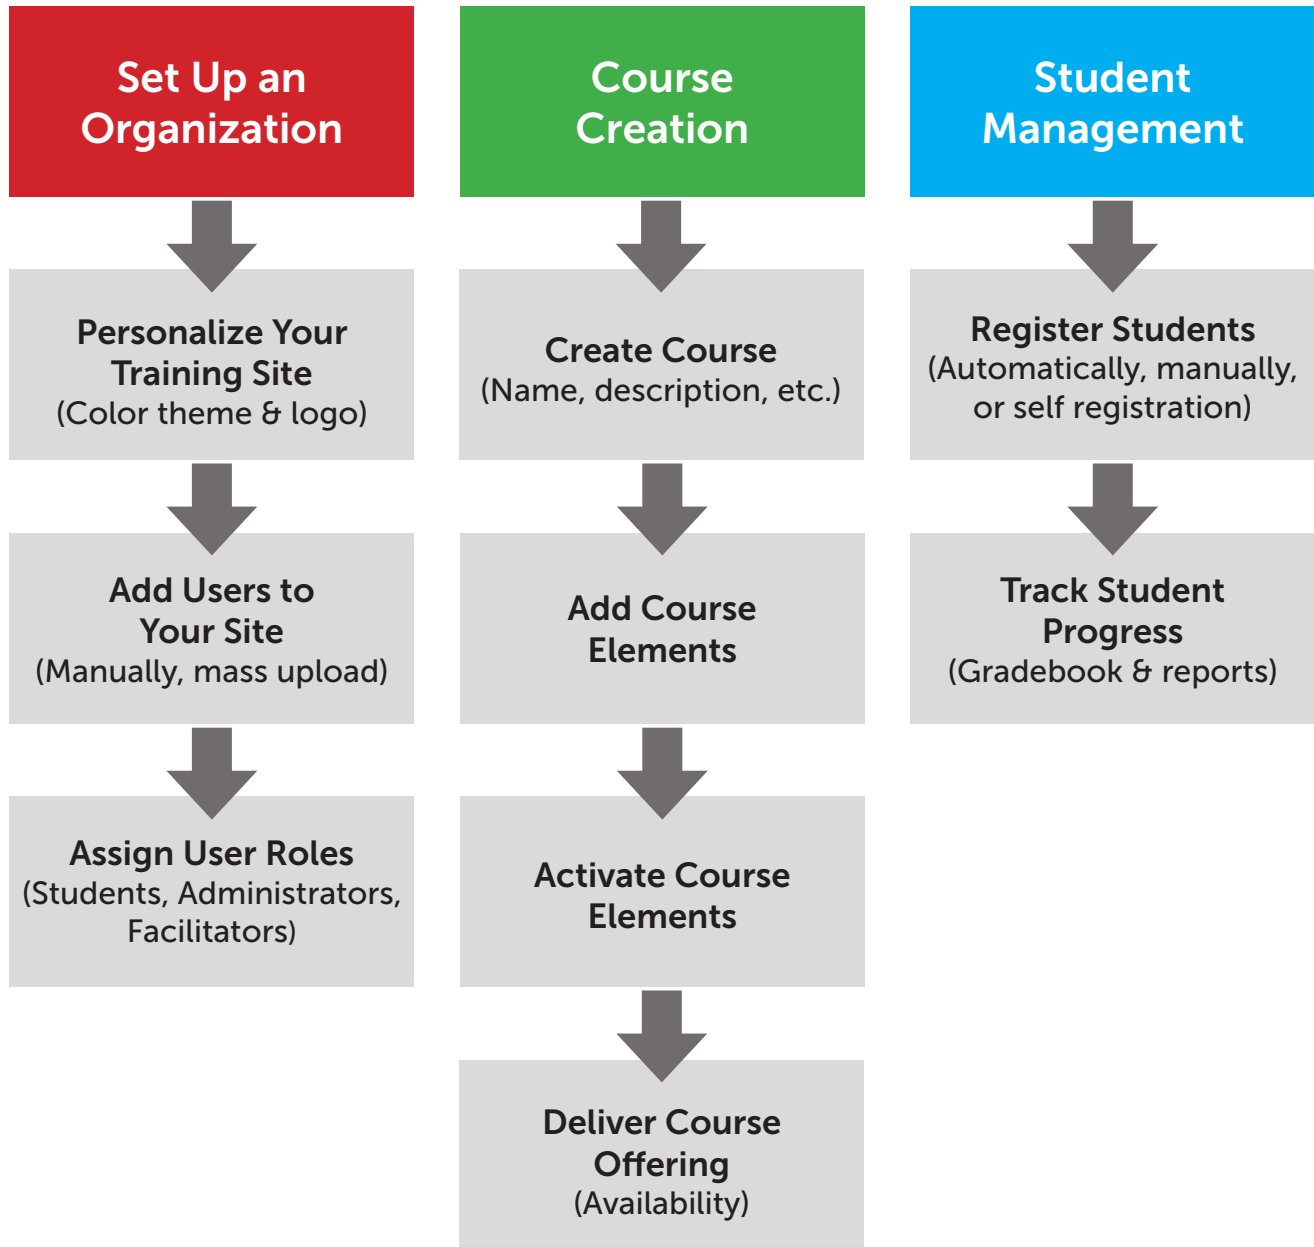 Set Up an
Organization
Personalize Your
Training Site
(Color theme & logo)
Add Users to
Your Site
(Manually, mass upload)
Assign User Roles
(Students, Administrators,
Facilitators)
Course
Creation
Create Course
(Name, description, etc.)
Add Course
Elements
Activate Course
Elements
Deliver Course
Offering
(Availability)
Student
Management
Register Students
(Automatically, manually,
or self registration)
Track Student
Progress
(Gradebook & reports)